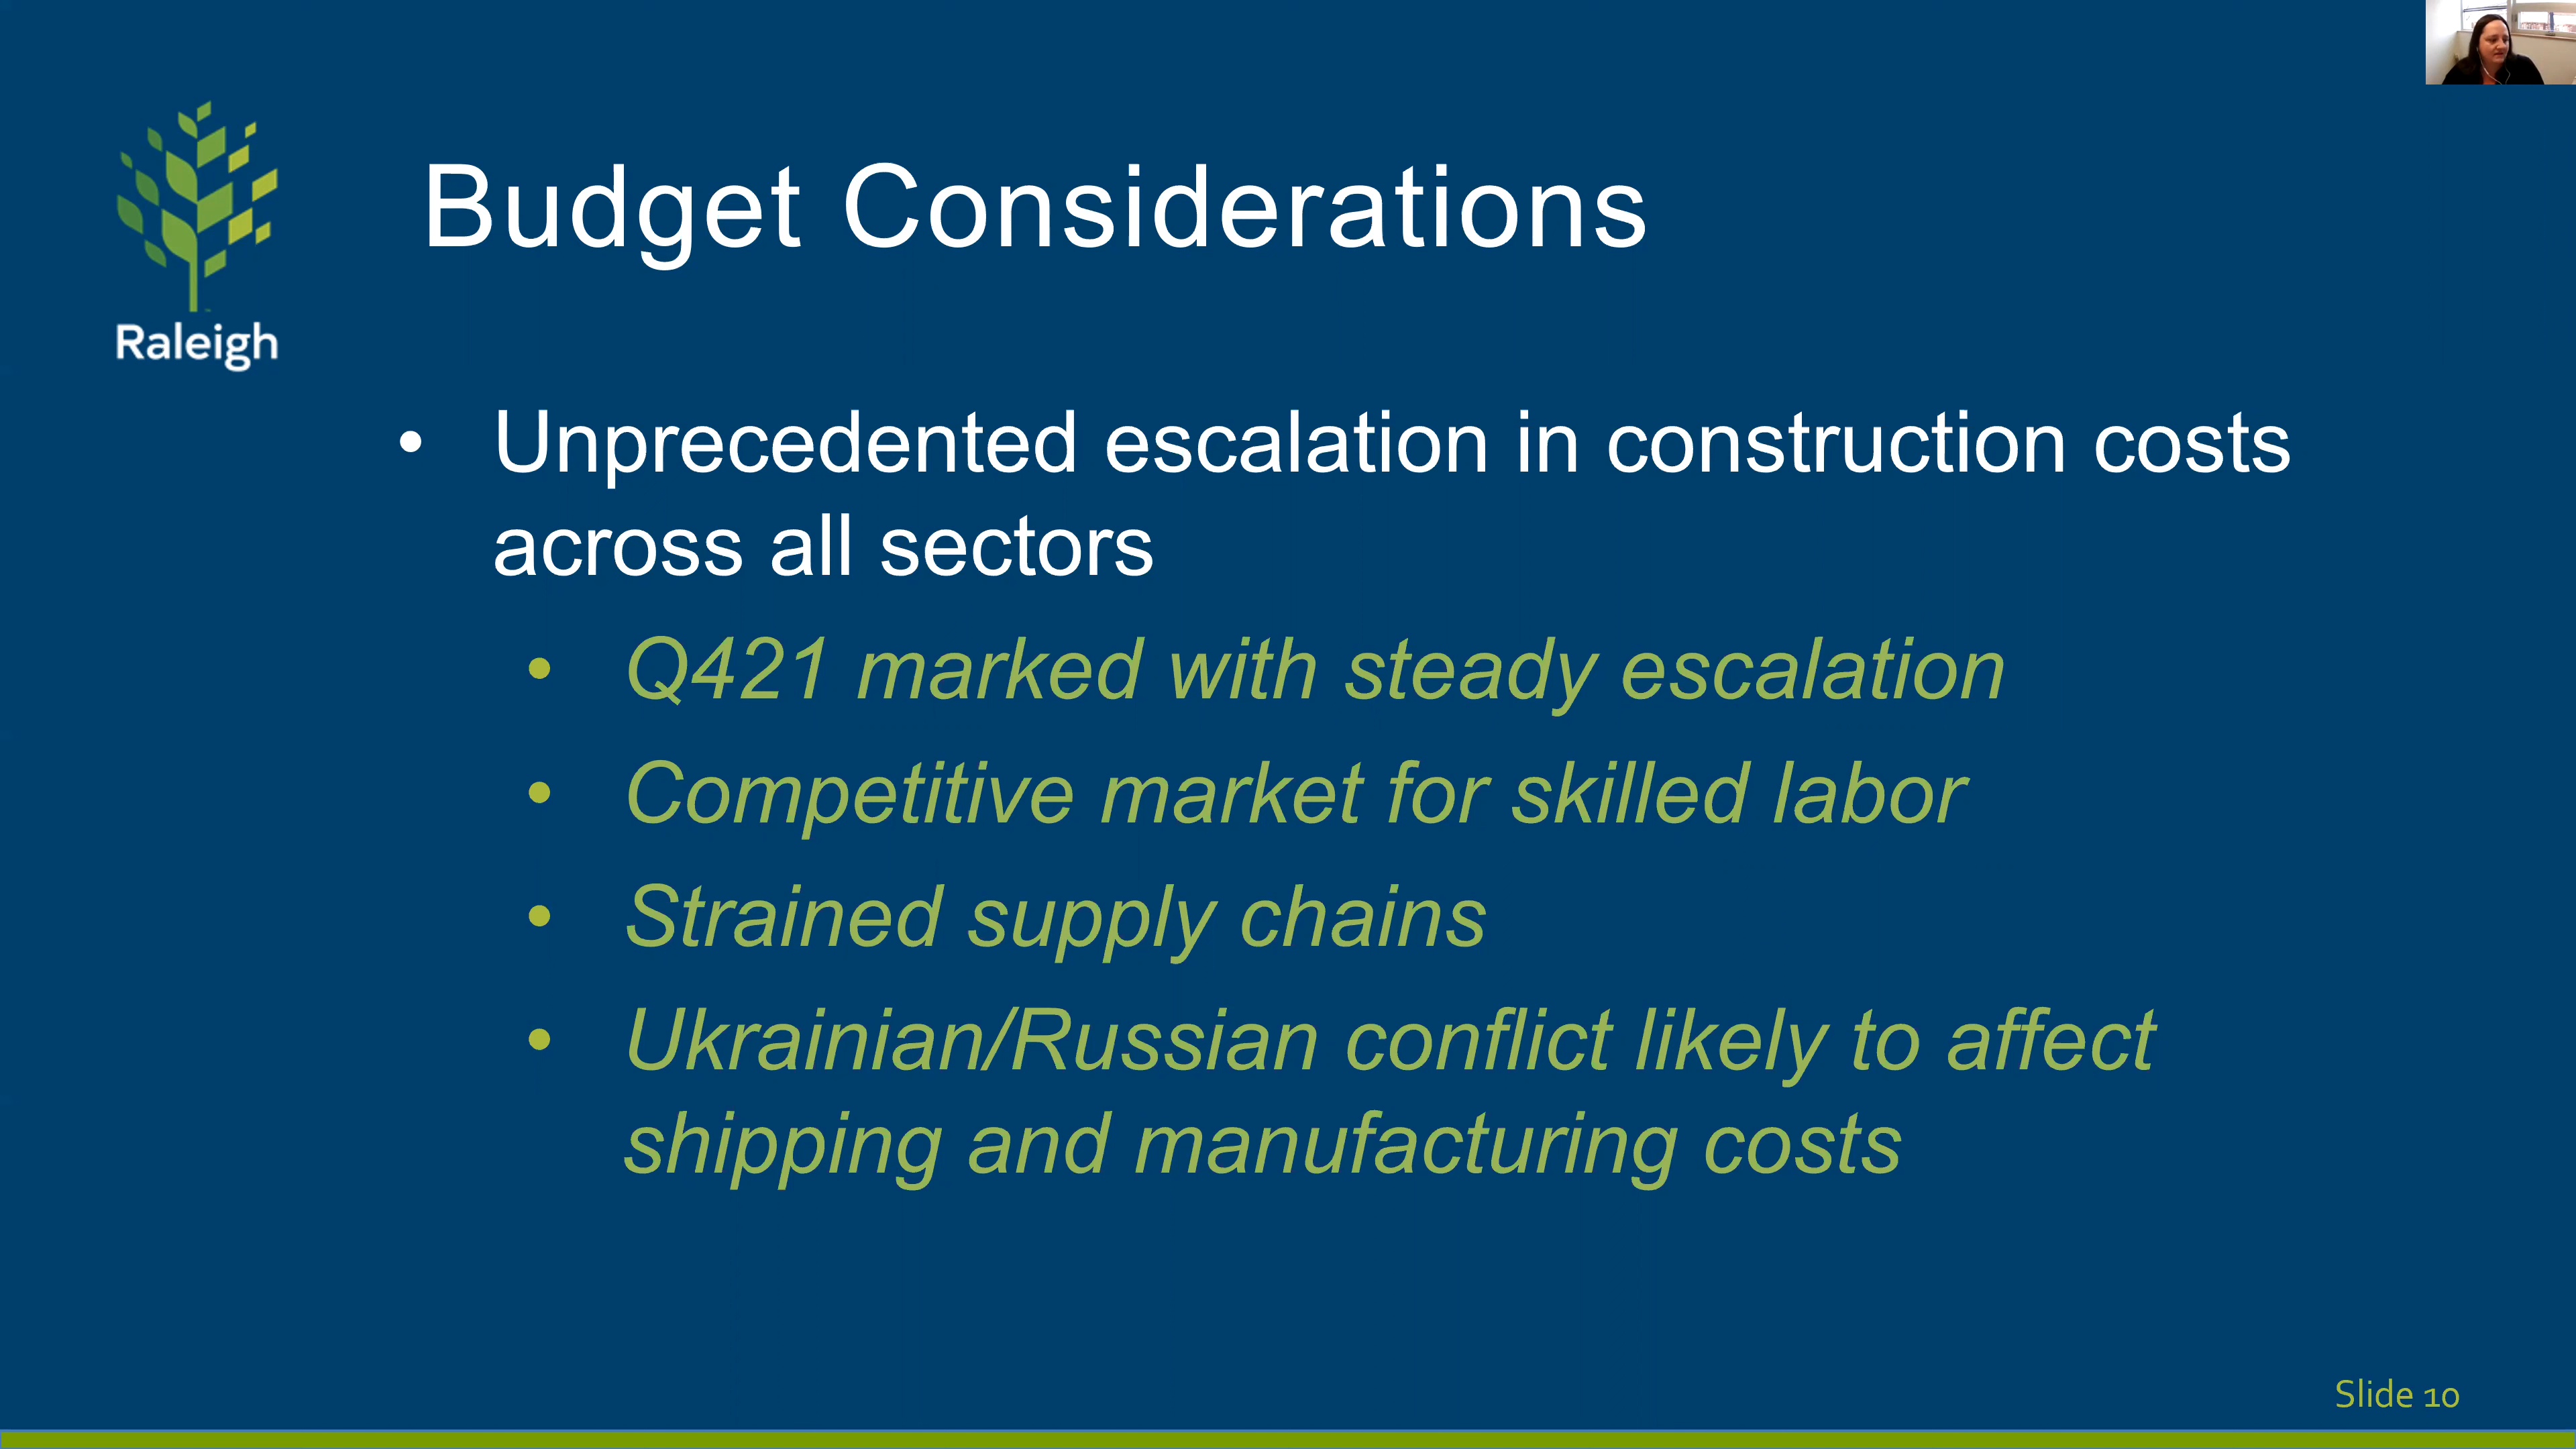 Budget Considerations
Raleigh
• Unprecedented escalation in construction costs
across all sectors
• Q421 marked with steady escalation
• Competitive market for skilled labor
• Strained supply chains
• Ukrainian/Russian conflict likely to affect
shipping and manufacturing costs
Slide 10